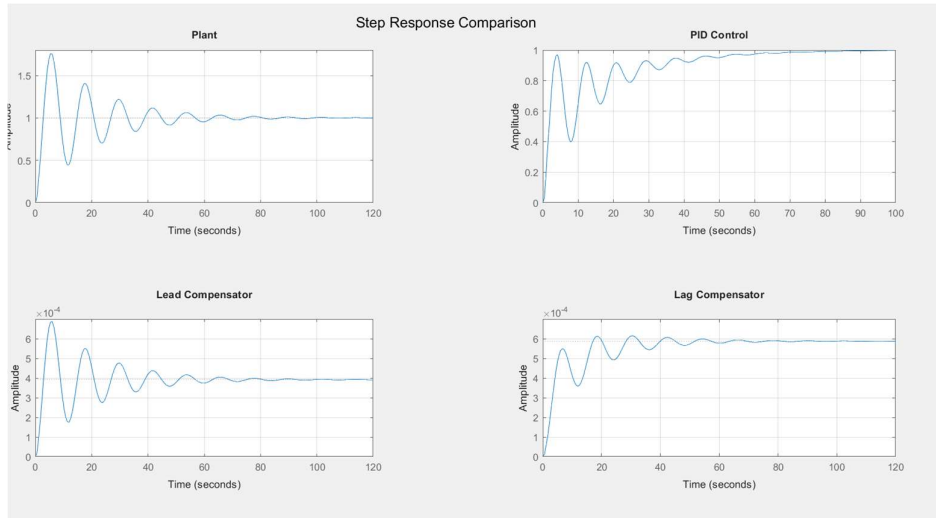 Step Response Comparison
Plant
Amplitude
0
0.5
1
1.5
0 20 40 60 80 100 120
Time (seconds)
PID Control
Amplitude
0
0.2
0.4
0.6
0.8
1
0 10 20 30 40 50 60 70 80 90 100
Time (seconds)
Lead Compensator
×10-4
Amplitude
0
1
2
3
4
5
6
0 20 40 60 80 100 120
Time (seconds)
Lag Compensator
×10-4
Amplitude
0
1
2
3
4
5
6
0 20 40 60 80 100 120
Time (seconds)